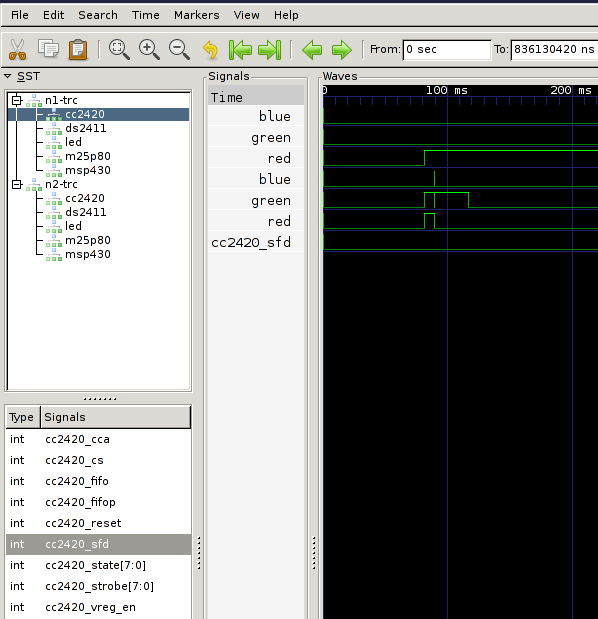 File Edit Search Time Markers View Help
From: 0 sec To: 836130420 ns
SST
n1-trc
cc2420
ds2411
led
m25p80
msp430
n2-trc
cc2420
ds2411
led
m25p80
msp430
Type Signals
int cc2420_cca
int cc2420_cs
int cc2420_fifo
int cc2420_fifop
int cc2420_reset
int cc2420_sfd
int cc2420_state[7:0]
int cc2420_strobe[7:0]
int cc2420_vreg_en
Signals
Time
blue
green
red
blue
green
red
cc2420_sfd
Waves
0 100 ms 200 ms